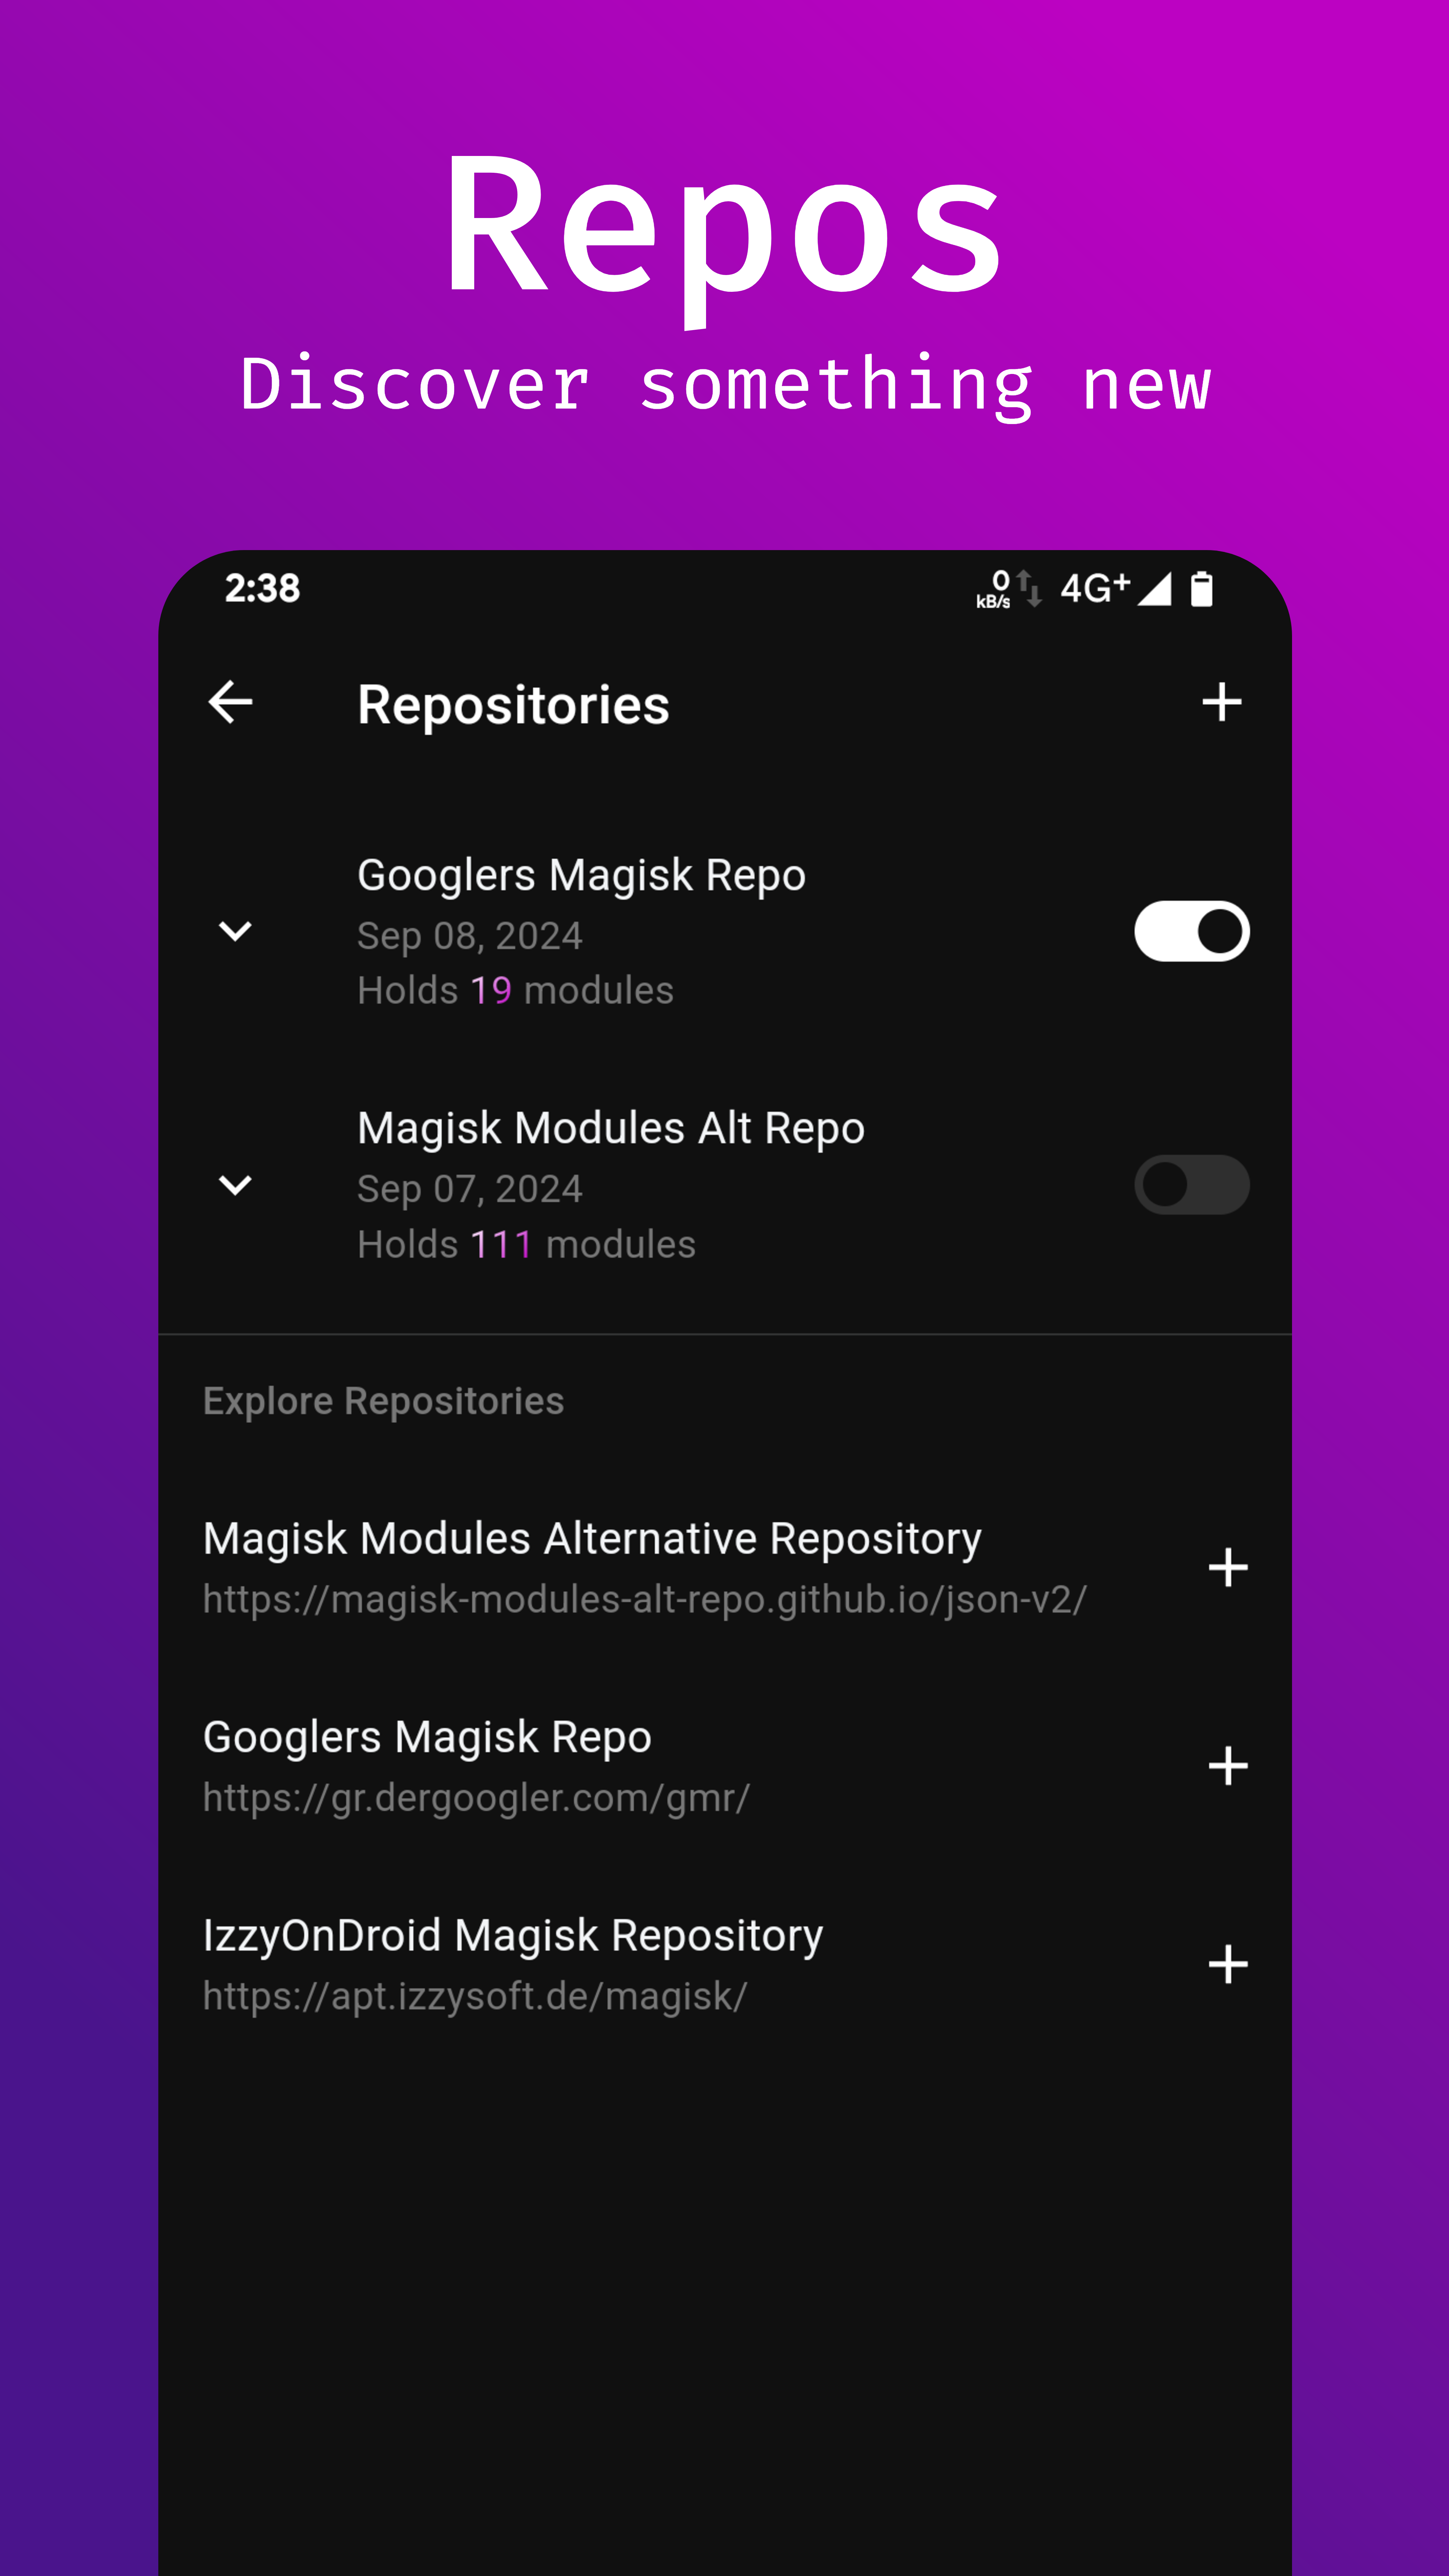 Repos
Discover something new
2:38
0
kB/s
4G+
Repositories
Googlers Magisk Repo
Sep 08, 2024
Holds 19 modules
Magisk Modules Alt Repo
Sep 07, 2024
Holds 111 modules
Explore Repositories
Magisk Modules Alternative Repository
https://magisk-modules-alt-repo.github.io/json-v2/
Googlers Magisk Repo
https://gr.dergoogler.com/gmr/
IzzyOnDroid Magisk Repository
https://apt.izzysoft.de/magisk/